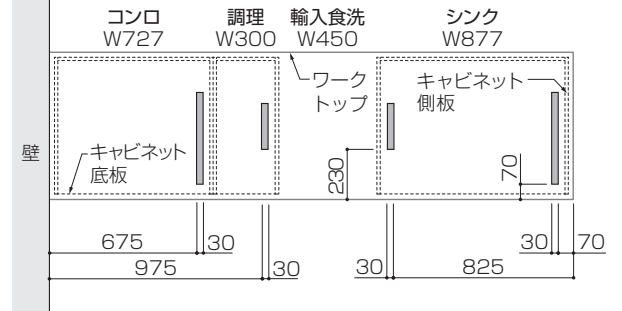 コンロ 調理 輸入食洗 シンク
W727 W300 W450 W877
ワーク
トップ
キャビネット
側板
壁
キャビネット
底板
230
70
675 30 30 70
975 30 30 825